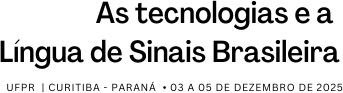 As tecnologias e a
Língua de Sinais Brasileira
UFPR | CURITIBA - PARANÁ • 03 A 05 DE DEZEMBRO DE 2025